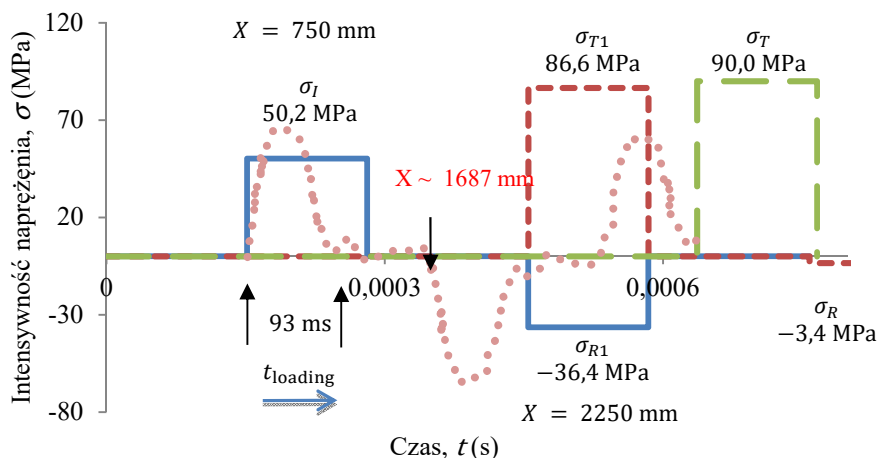 120
70
20
-30
-80
Intensywność naprężęnia, σ (MPa)
X = 750 mm
σI
50,2 MPa
X ~ 1687 mm
σT1
86,6 MPa
σT
90,0 MPa
0
0,0003
0,0006
93 ms
tloading
σR1
−36,4 MPa
σR
−3,4 MPa
X = 2250 mm
Czas, t (s)